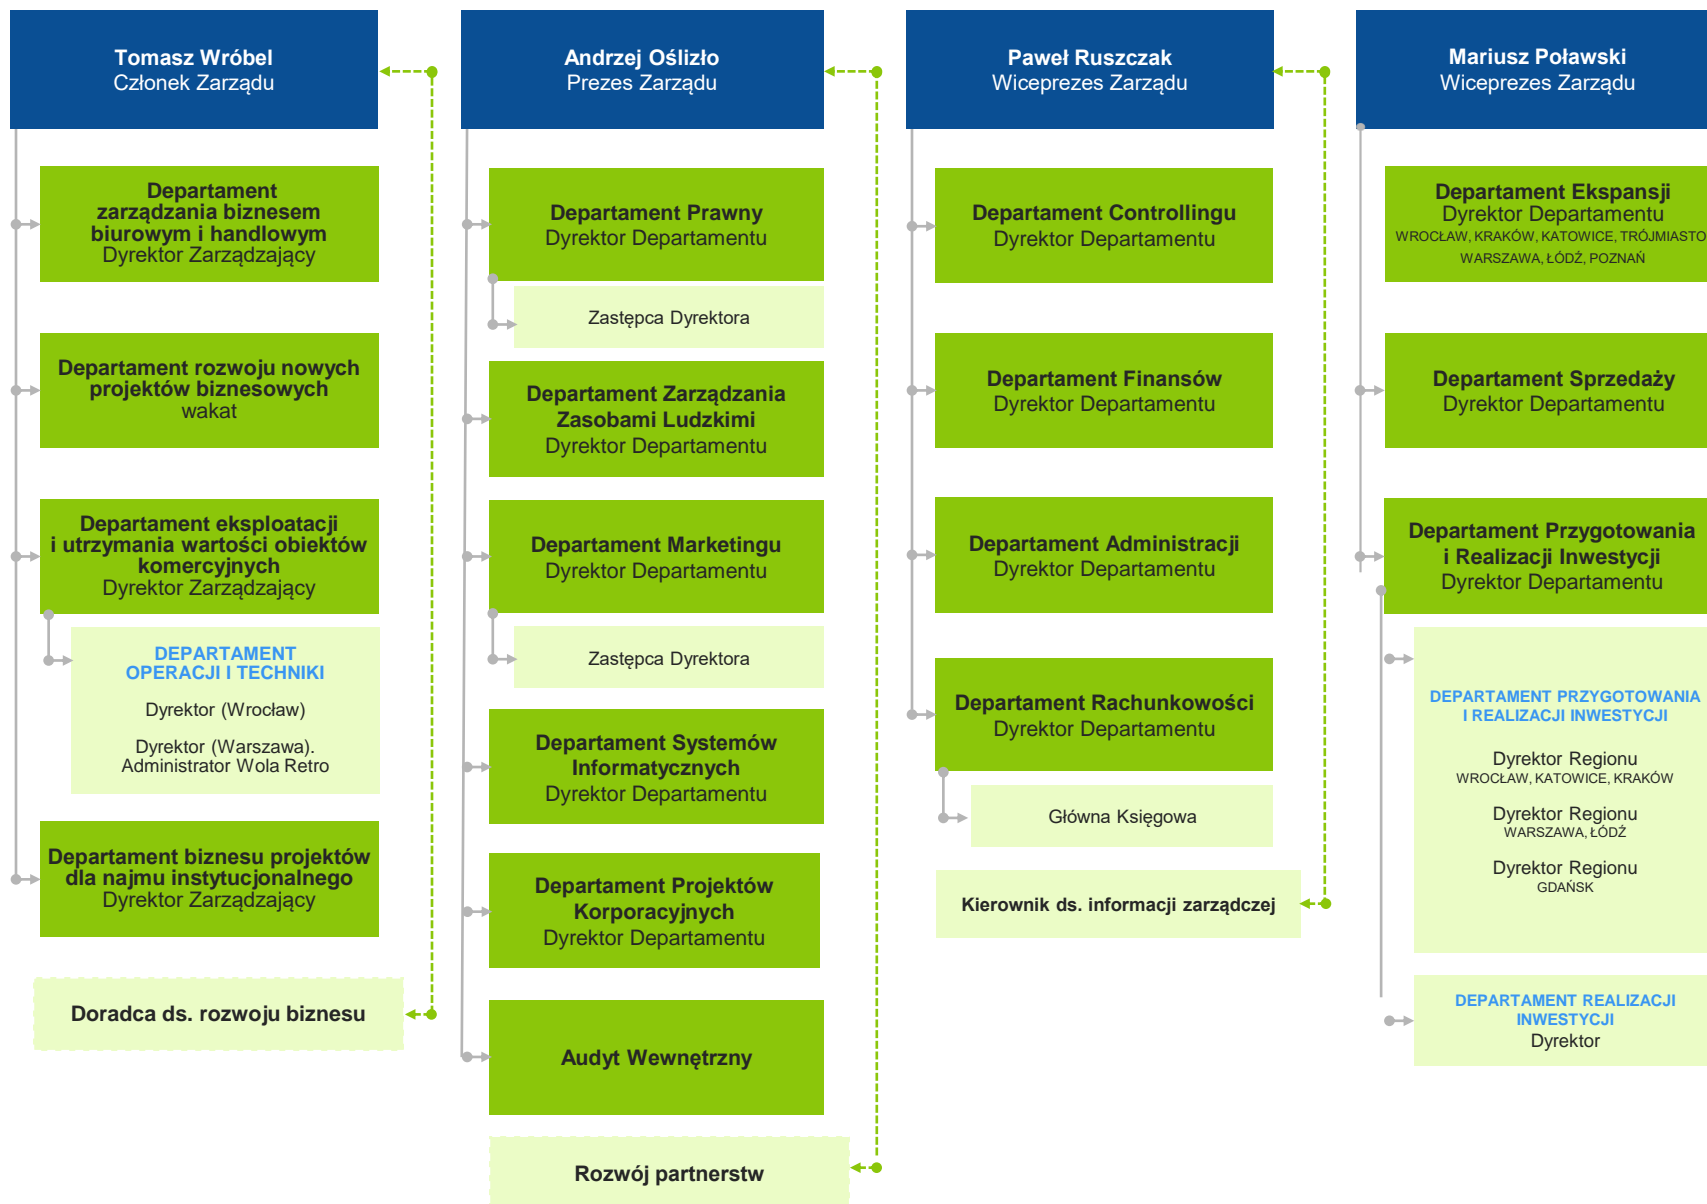 Tomasz Wróbel
Członek Zarządu
Departament
zarządzania biznesem
biurowym i handlowym
Dyrektor Zarządzający
Departament rozwoju nowych
projektów biznesowych
wakat
Departament eksploatacji
i utrzymania wartości obiektów
komercyjnych
Dyrektor Zarządzający
DEPARTAMENT
OPERACJI I TECHNIKI
Dyrektor (Wrocław)
Dyrektor (Warszawa).
Administrator Wola Retro
Departament biznesu projektów
dla najmu instytucjonalnego
Dyrektor Zarządzający
Doradca ds. rozwoju biznesu
Andrzej Oślizło
Prezes Zarządu
Departament Prawny
Dyrektor Departamentu
Zastępca Dyrektora
Departament Zarządzania
Zasobami Ludzkimi
Dyrektor Departamentu
Departament Marketingu
Dyrektor Departamentu
Zastępca Dyrektora
Departament Systemów
Informatycznych
Dyrektor Departamentu
Departament Projektów
Korporacyjnych
Dyrektor Departamentu
Audyt Wewnętrzny
Rozwój partnerstw
Paweł Ruszczak
Wiceprezes Zarządu
Departament Controllingu
Dyrektor Departamentu
Departament Finansów
Dyrektor Departamentu
Departament Administracji
Dyrektor Departamentu
Departament Rachunkowości
Dyrektor Departamentu
Główna Księgowa
Kierownik ds. informacji zarządczej
Mariusz Poławski
Wiceprezes Zarządu
Departament Ekspansji
Dyrektor Departamentu
WROCŁAW, KRAKÓW, KATOWICE, TRÓJMIASTO
WARSZAWA, ŁÓDŹ, POZNAŃ
Departament Sprzedaży
Dyrektor Departamentu
Departament Przygotowania
i Realizacji Inwestycji
Dyrektor Departamentu
DEPARTAMENT PRZYGOTOWANIA
I REALIZACJI INWESTYCJI
Dyrektor Regionu
WROCŁAW, KATOWICE, KRAKÓW
Dyrektor Regionu
WARSZAWA, ŁÓDŹ
Dyrektor Regionu
GDAŃSK
DEPARTAMENT REALIZACJI
INWESTYCJI
Dyrektor